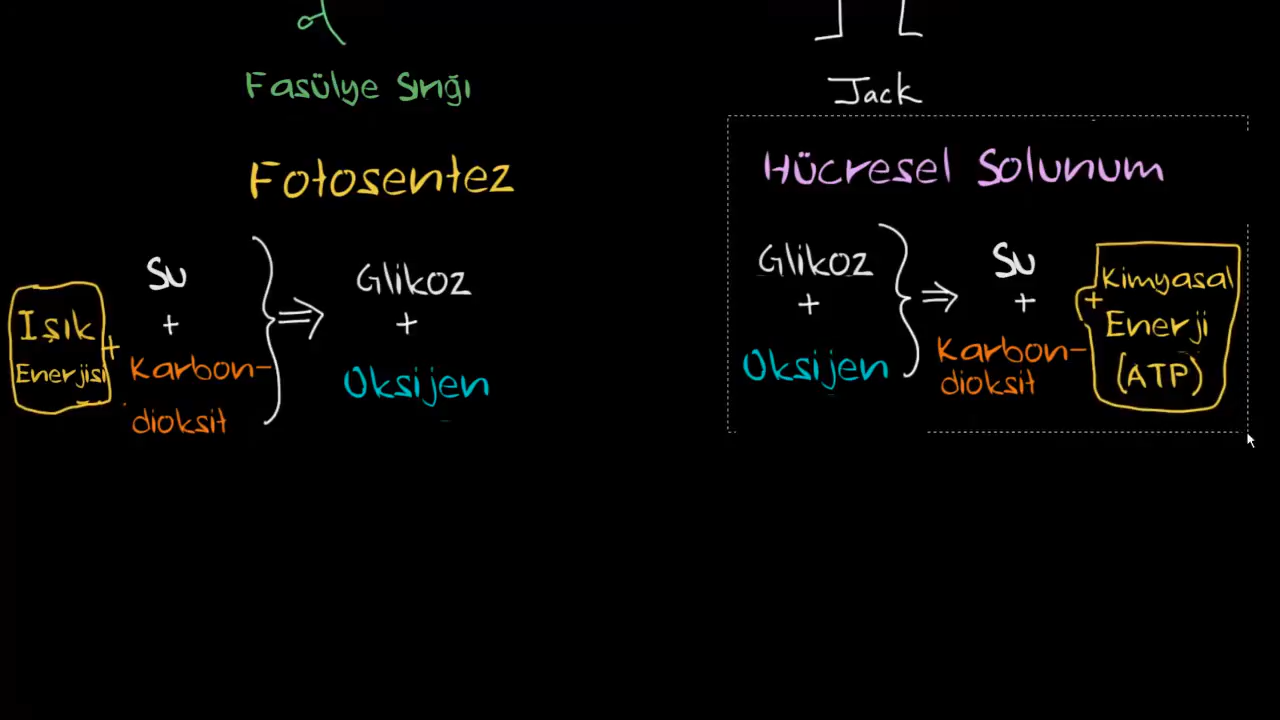 Fasülye Sırığı
Jack
Fotosentez
Işık
Enerjisi
+
Su
+
Karbon-
dioksit
⇒
Glikoz
+
Oksijen
Hücresel Solunum
Glikoz
+
Oksijen
⇒
Su
+
Karbon-
dioksit
+
Kimyasal
Enerji
(ATP)